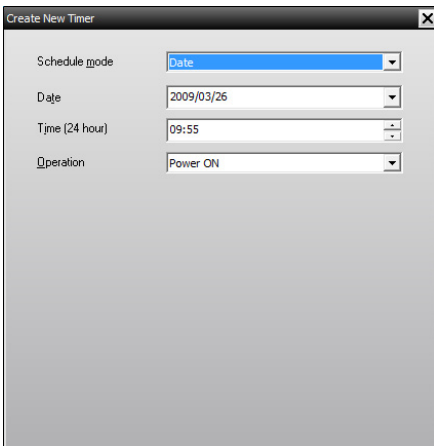 Create New Timer
Schedule mode Date
Date 2009/03/26
Time (24 hour) 09:55
Operation Power ON